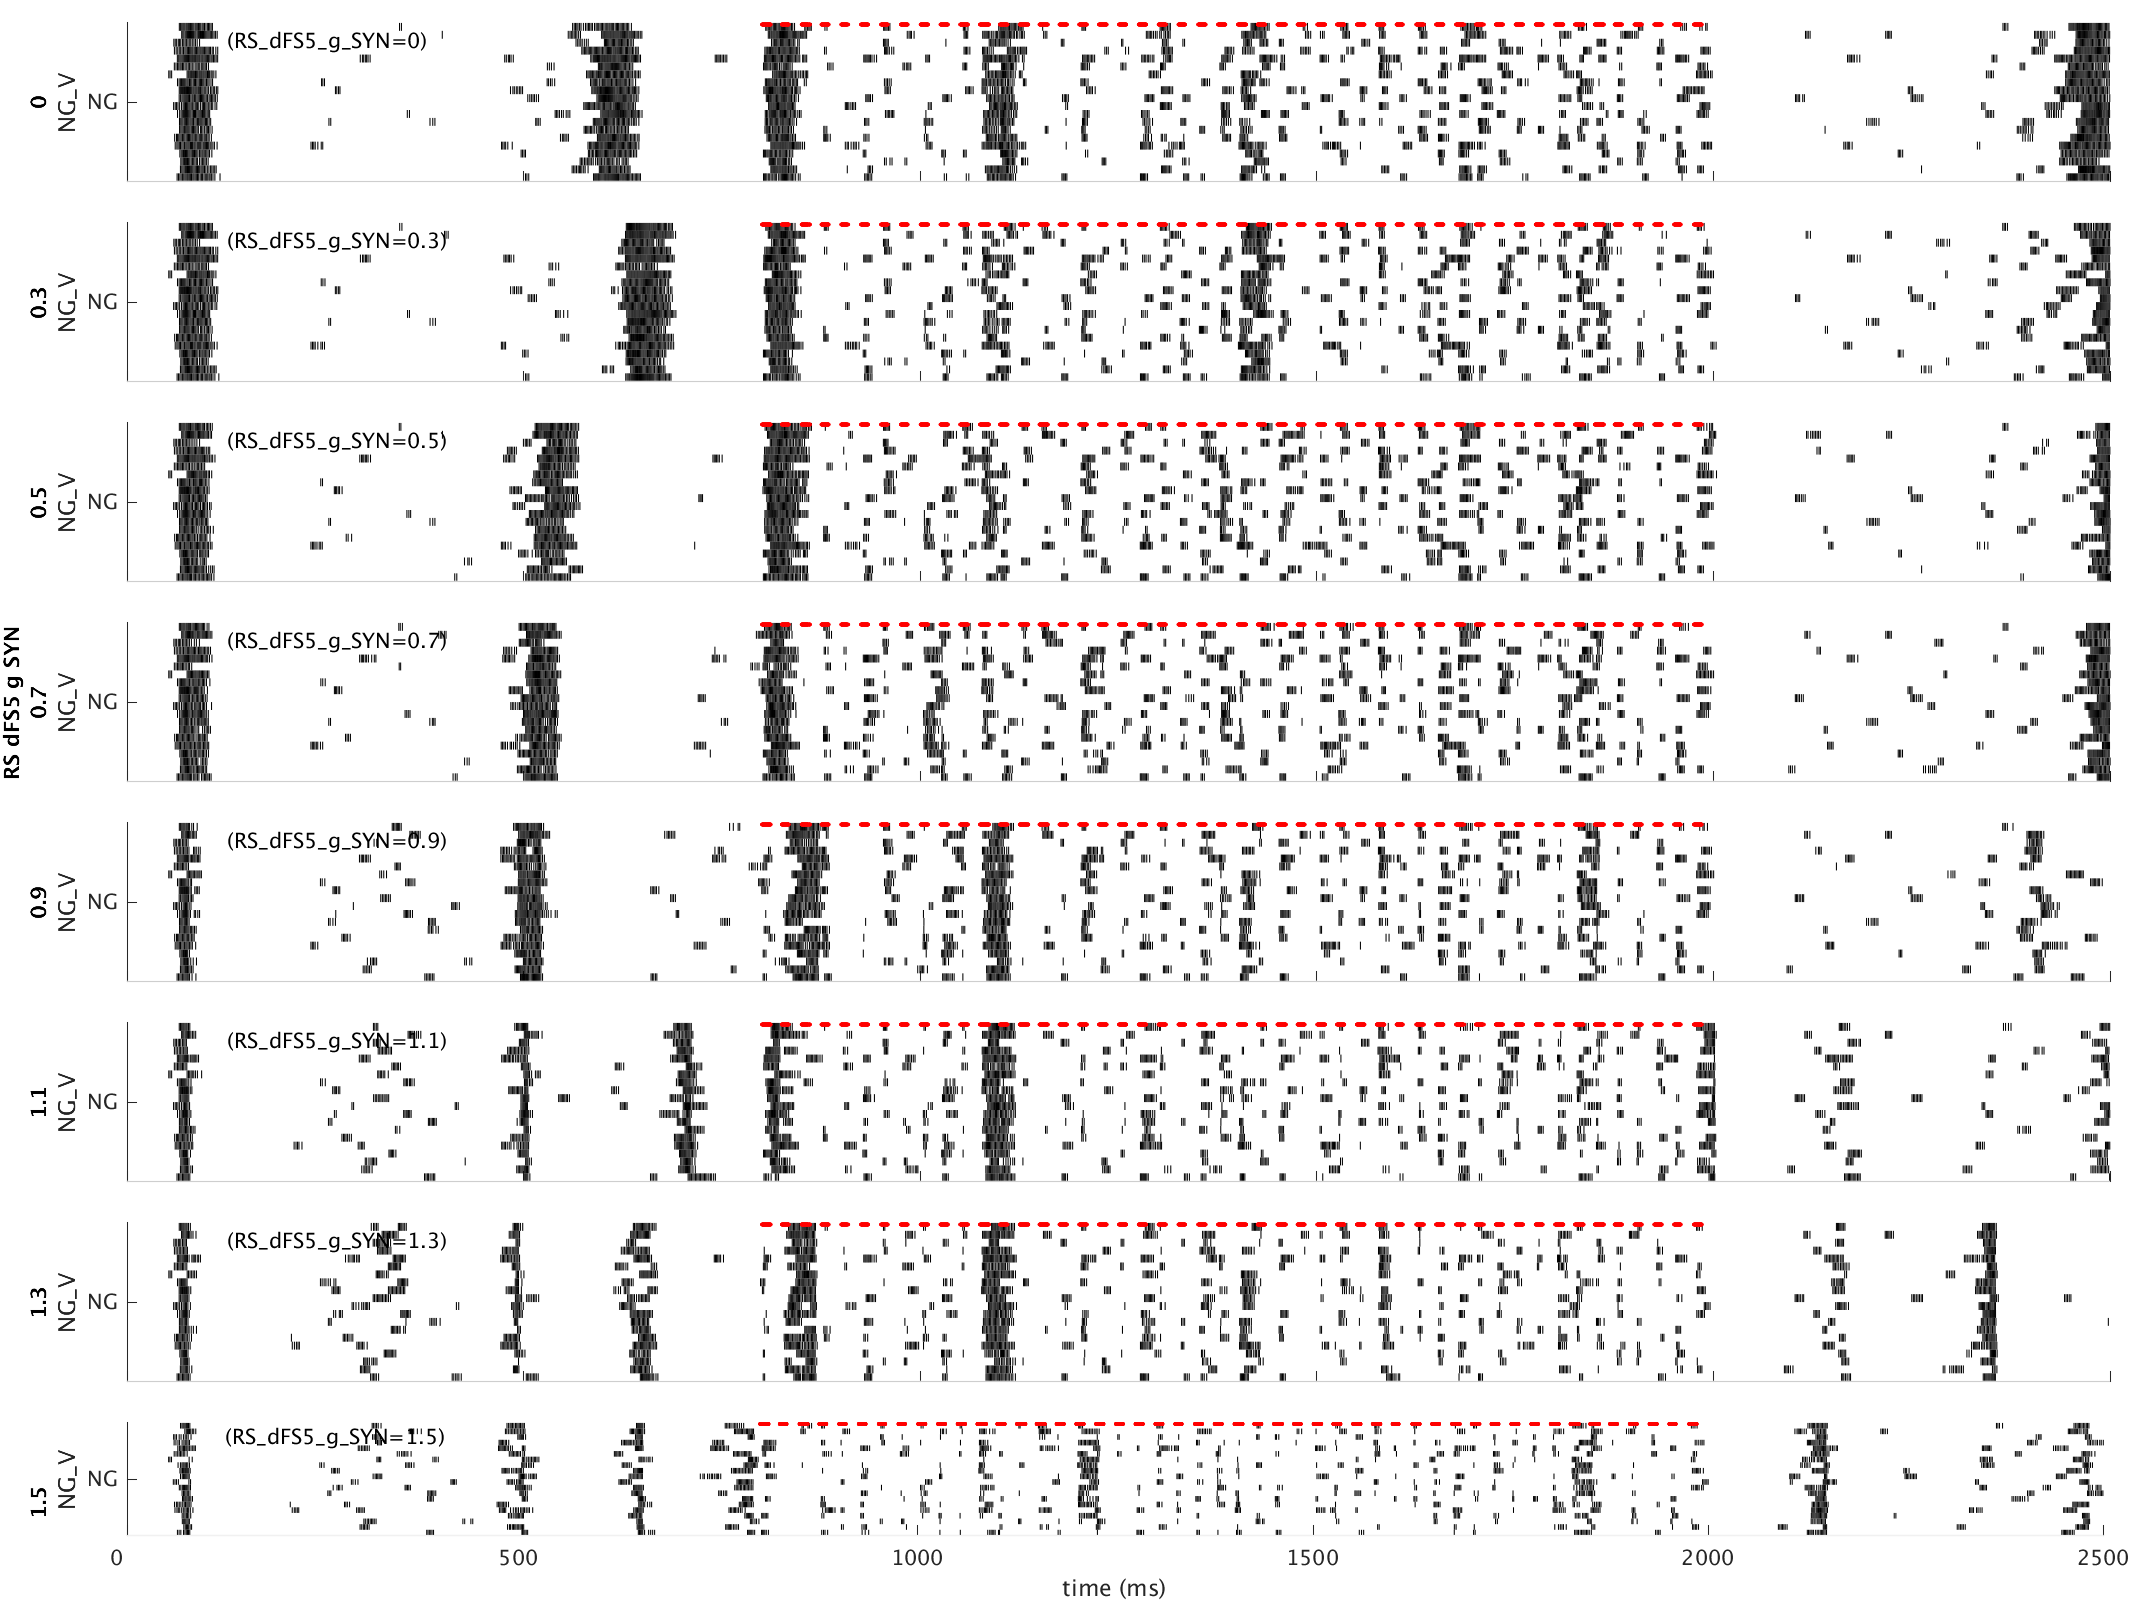 RS dFS5 g SYN
0
NG_V
NG
(RS_dFS5_g_SYN=0)
0.3
NG_V
NG
(RS_dFS5_g_SYN=0.3)
0.5
NG_V
NG
(RS_dFS5_g_SYN=0.5)
0.7
NG_V
NG
(RS_dFS5_g_SYN=0.7)
0.9
NG_V
NG
(RS_dFS5_g_SYN=0.9)
1.1
NG_V
NG
(RS_dFS5_g_SYN=1.1)
1.3
NG_V
NG
(RS_dFS5_g_SYN=1.3)
1.5
NG_V
NG
(RS_dFS5_g_SYN=1.5)
0 500 1000 1500 2000 2500
time (ms)